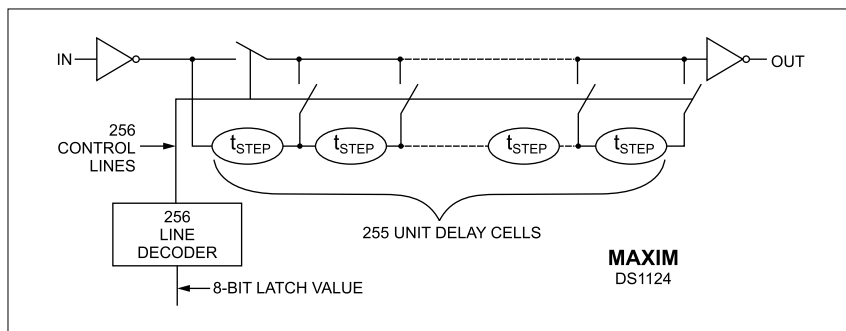 IN
OUT
256
CONTROL
LINES
tSTEP
tSTEP
tSTEP
tSTEP
256
LINE
DECODER
255 UNIT DELAY CELLS
8-BIT LATCH VALUE
MAXIM
DS1124